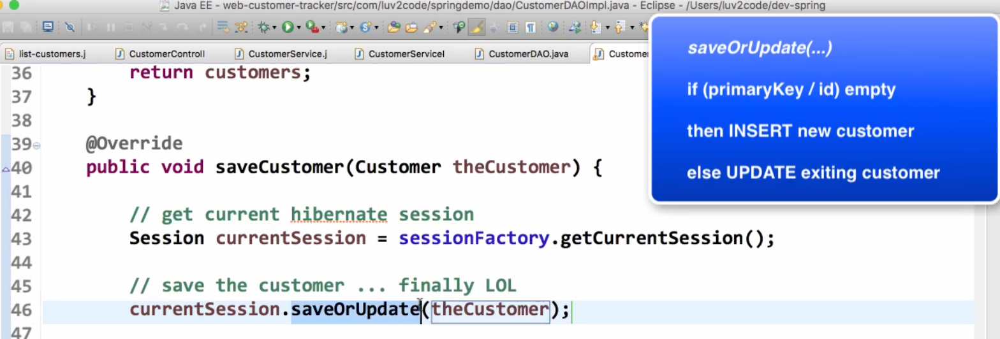 Java EE - web-customer-tracker/src/com/luv2code/springdemo/dao/CustomerDAOImpl.java - Eclipse - /Users/luv2code/dev-spring
list-customers.j CustomerControll CustomerService.j CustomerServiceI CustomerDAO.java Customer
saveOrUpdate(...)
if (primaryKey / id) empty
then INSERT new customer
else UPDATE exiting customer
36 return customers;
37 }
38
39 @Override
40 public void saveCustomer(Customer theCustomer) {
41
42 // get current hibernate session
43 Session currentSession = sessionFactory.getCurrentSession();
44
45 // save the customer ... finally LOL
46 currentSession.saveOrUpdate(theCustomer);
47